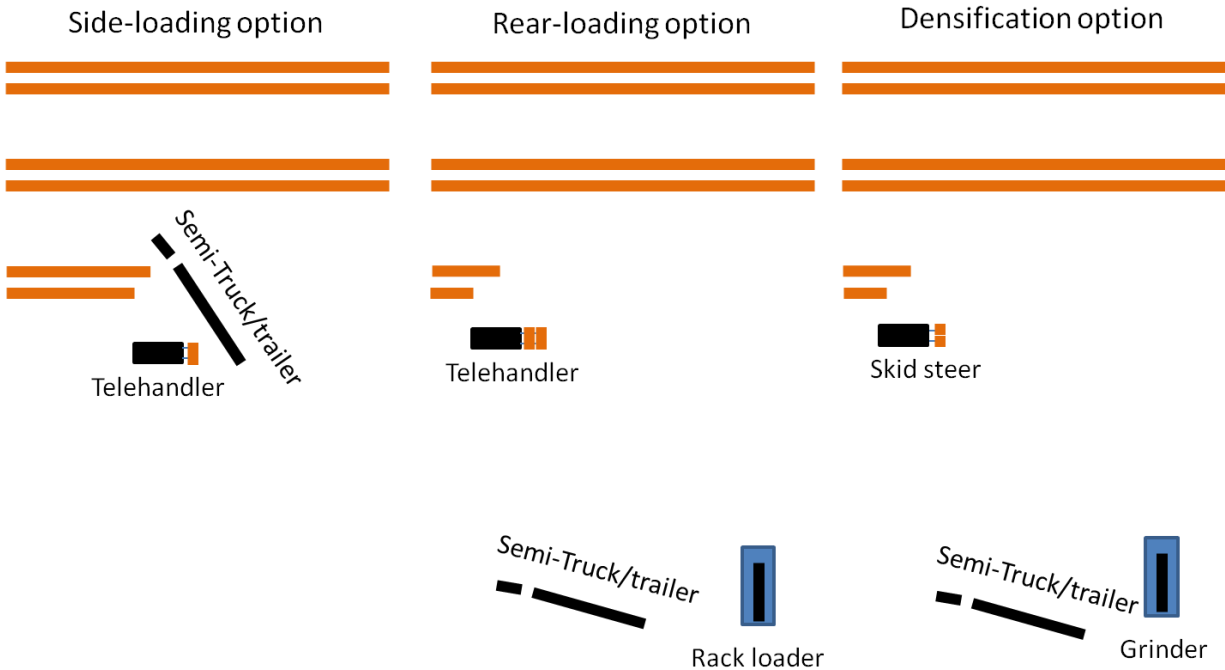 Side-loading option
Rear-loading option
Densification option
Semi-Truck/trailer
Telehandler
Telehandler
Skid steer
Semi-Truck/trailer
Rack loader
Semi-Truck/trailer
Grinder